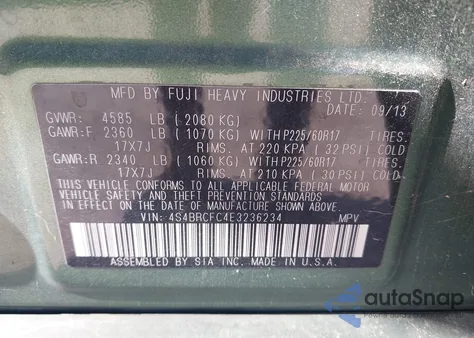 MFD BY FUJI HEAVY INDUSTRIES LTD.
DATE: 09/13
GVWR: 4585 LB (2080 KG)
GAWR:F 2360 LB (1070 KG) WITH P225/60R17 TIRES,
17X7J RIMS, AT 220 KPA (32 PSI) COLD
GAWR:R 2340 LB (1060 KG) WITH P225/60R17 TIRES,
17X7J RIMS, AT 210 KPA (30 PSI) COLD
THIS VEHICLE CONFORMS TO ALL APPLICABLE FEDERAL MOTOR
VEHICLE SAFETY AND THEFT PREVENTION STANDARDS IN EFFECT
ON THE DATE OF MANUFACTURE SHOWN ABOVE.
VIN: 4S4BRCFC4E3236234 MPV
ASSEMBLED BY SIA INC. MADE IN U.S.A.
autoSnap
by